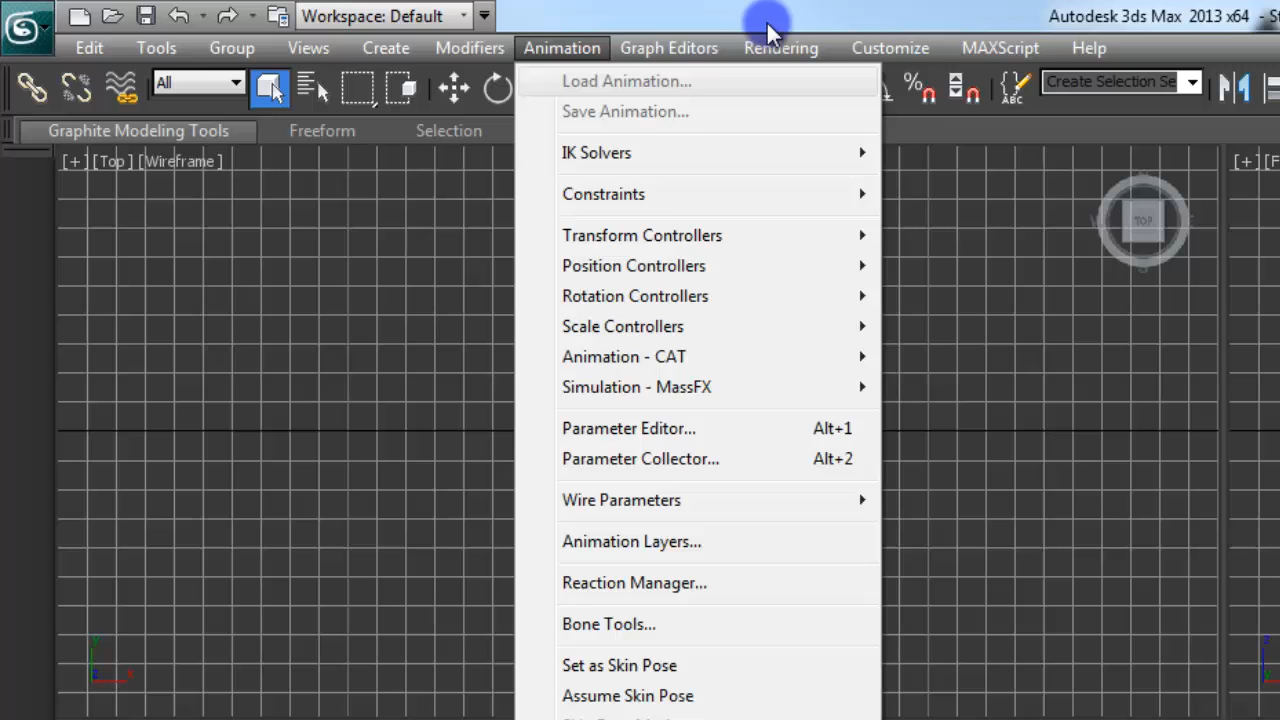 Workspace: Default
Autodesk 3ds Max 2013 x64 - S
Edit Tools Group Views Create Modifiers Animation Graph Editors Rendering Customize MAXScript Help
All
ABC
Create Selection Se
Graphite Modeling Tools Freeform Selection
[+][Top][Wireframe]
[+][F
TOP
Load Animation...
Save Animation...
IK Solvers
Constraints
Transform Controllers
Position Controllers
Rotation Controllers
Scale Controllers
Animation - CAT
Simulation - MassFX
Parameter Editor... Alt+1
Parameter Collector... Alt+2
Wire Parameters
Animation Layers...
Reaction Manager...
Bone Tools...
Set as Skin Pose
Assume Skin Pose
y
z x
z
y